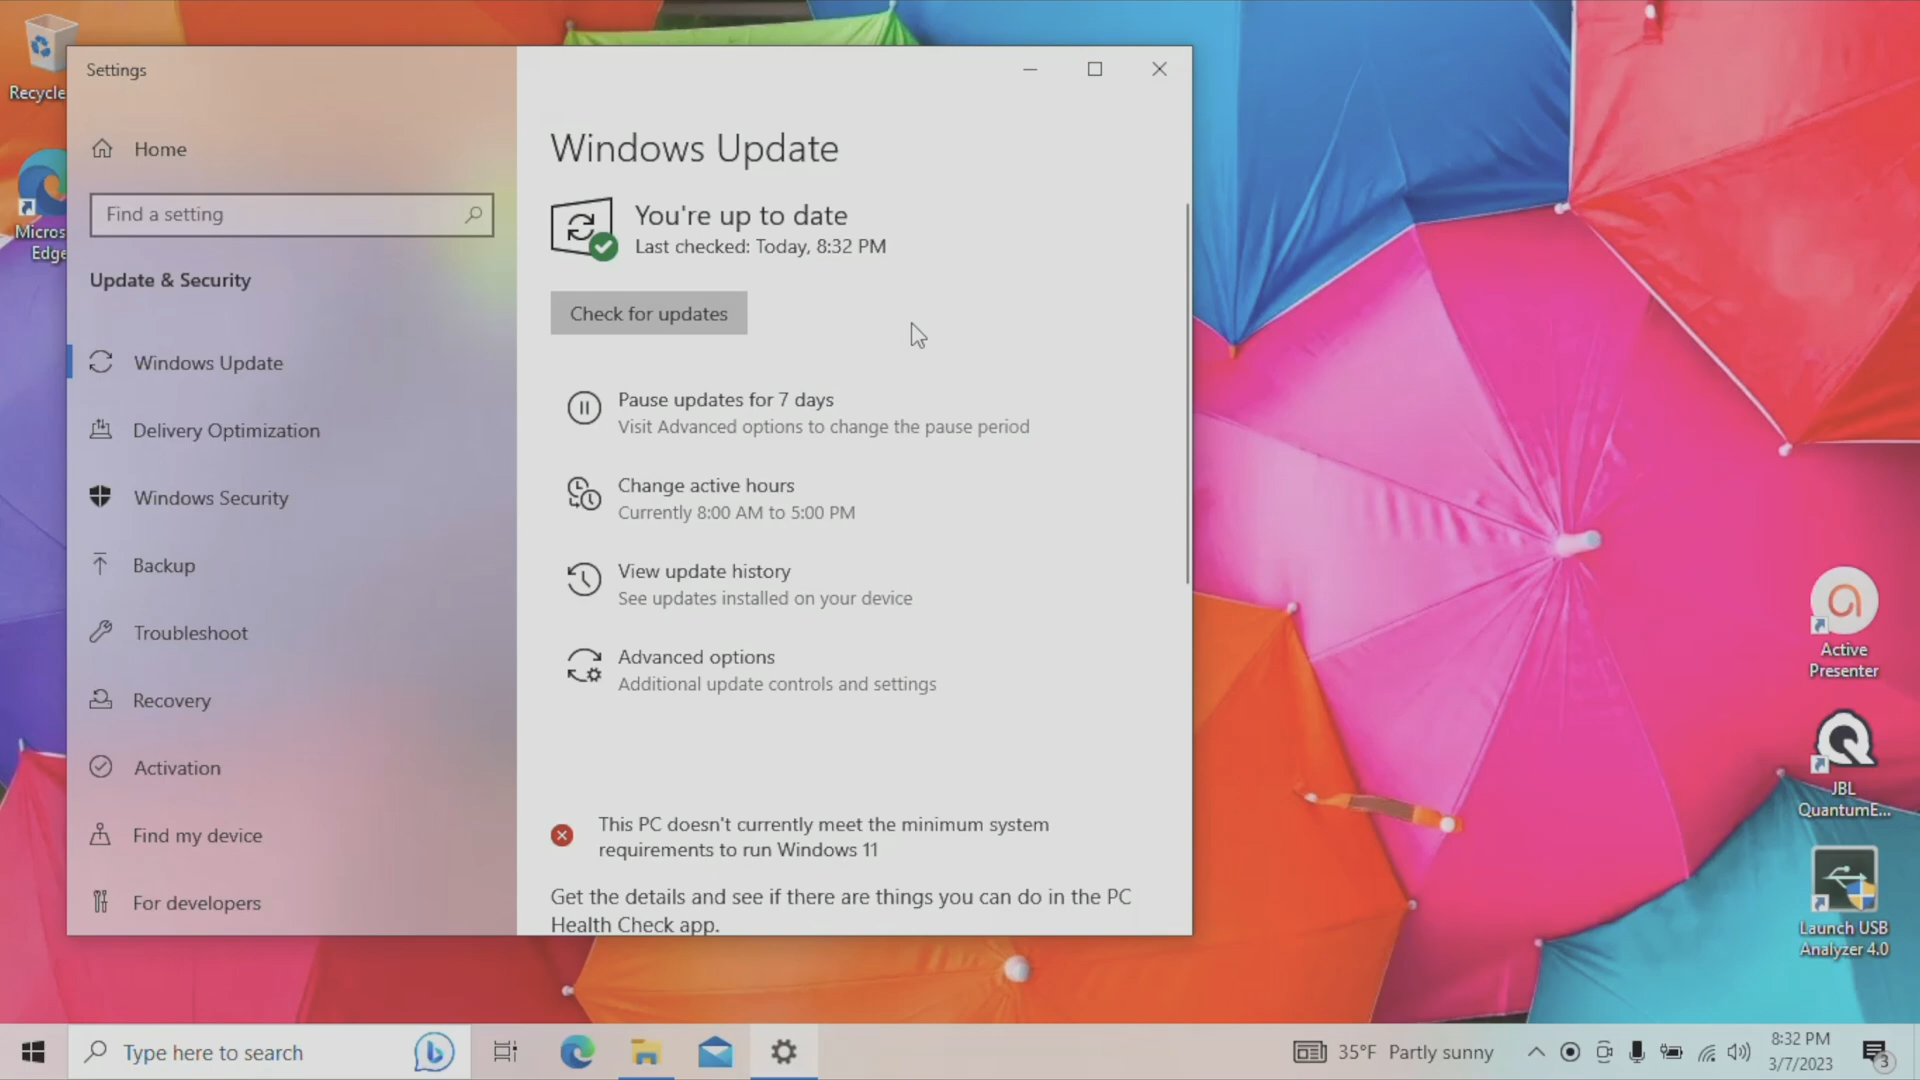 Recycle
Micros
Edge
Settings
Home
Find a setting
Update & Security
Windows Update
Delivery Optimization
Windows Security
Backup
Troubleshoot
Recovery
Activation
Find my device
For developers
Windows Update
You're up to date
Last checked: Today, 8:32 PM
Check for updates
Pause updates for 7 days
Visit Advanced options to change the pause period
Change active hours
Currently 8:00 AM to 5:00 PM
View update history
See updates installed on your device
Advanced options
Additional update controls and settings
This PC doesn't currently meet the minimum system
requirements to run Windows 11
Get the details and see if there are things you can do in the PC
Health Check app.
Active
Presenter
JBL
QuantumE...
Launch USB
Analyzer 4.0
Type here to search
35°F Partly sunny
8:32 PM
3/7/2023
3